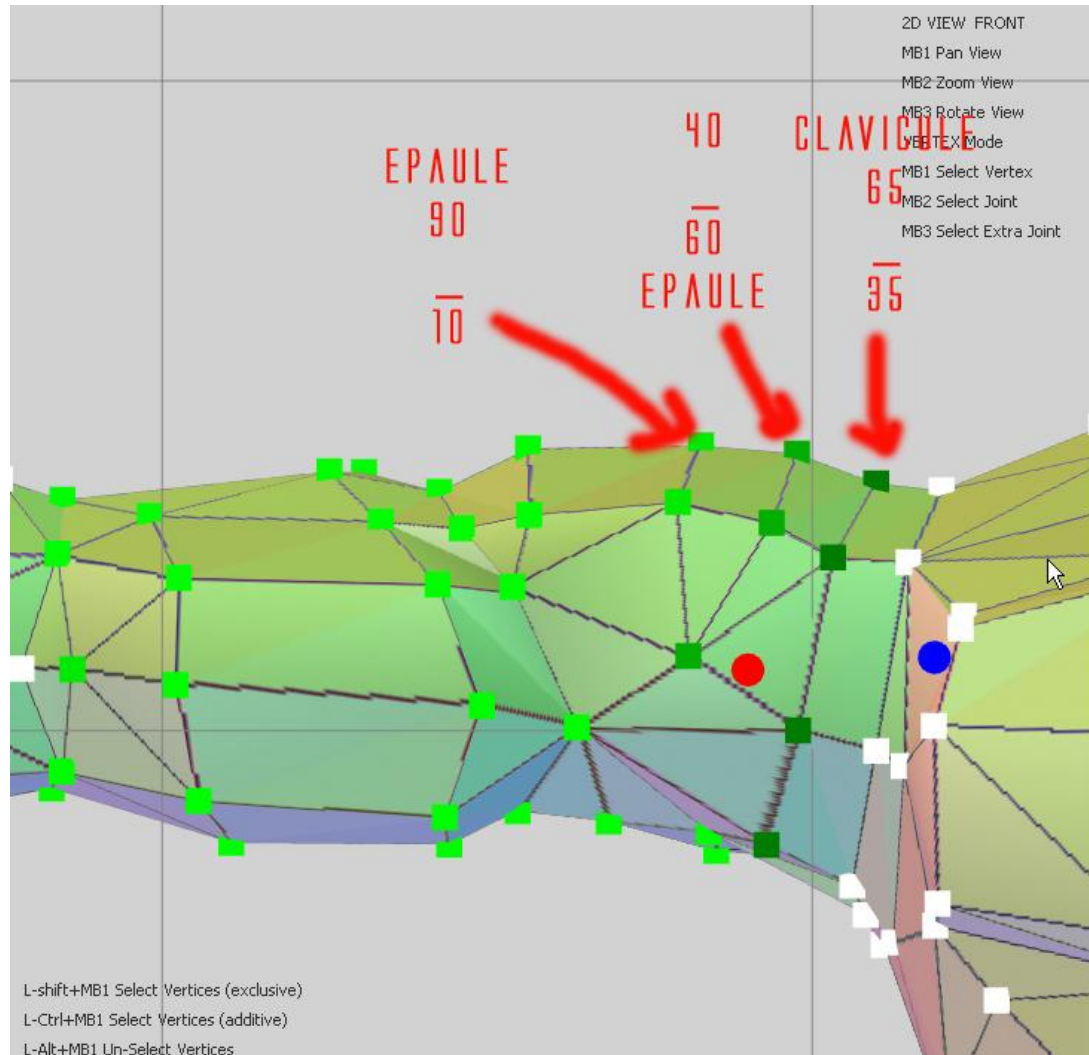 2D VIEW FRONT
MB1 Pan View
MB2 Zoom View
MB3 Rotate View
VERTEX Mode
MB1 Select Vertex
MB2 Select Joint
MB3 Select Extra Joint
EPAULE
90
10
40
60
EPAULE
CLAVICULE
65
35
L-shift+MB1 Select Vertices (exclusive)
L-Ctrl+MB1 Select Vertices (additive)
L-Alt+MB1 Un-Select Vertices